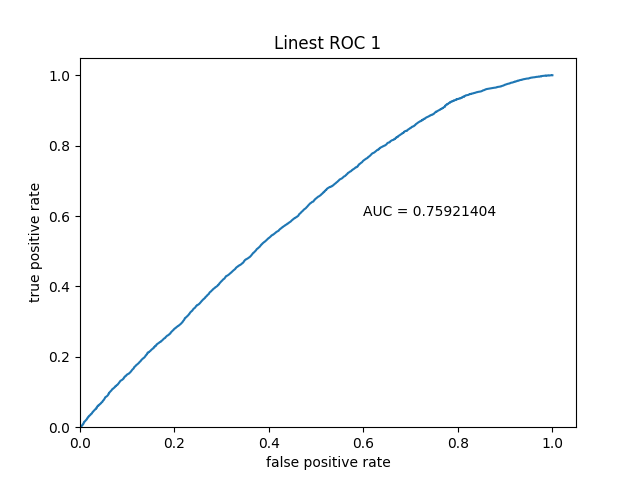 Linest ROC 1
1.0
0.8
0.6
0.4
0.2
0.0
true positive rate
AUC = 0.75921404
0.0 0.2 0.4 0.6 0.8 1.0
false positive rate